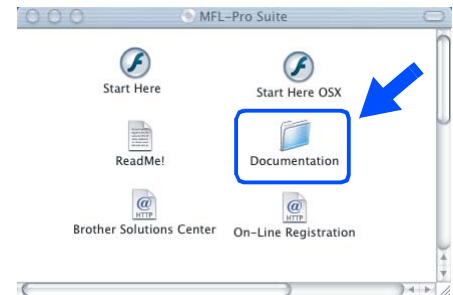 MFL-Pro Suite
Start Here
Start Here OSX
ReadMe!
Documentation
@
HTTP
@
HTTP
Brother Solutions Center
On-Line Registration